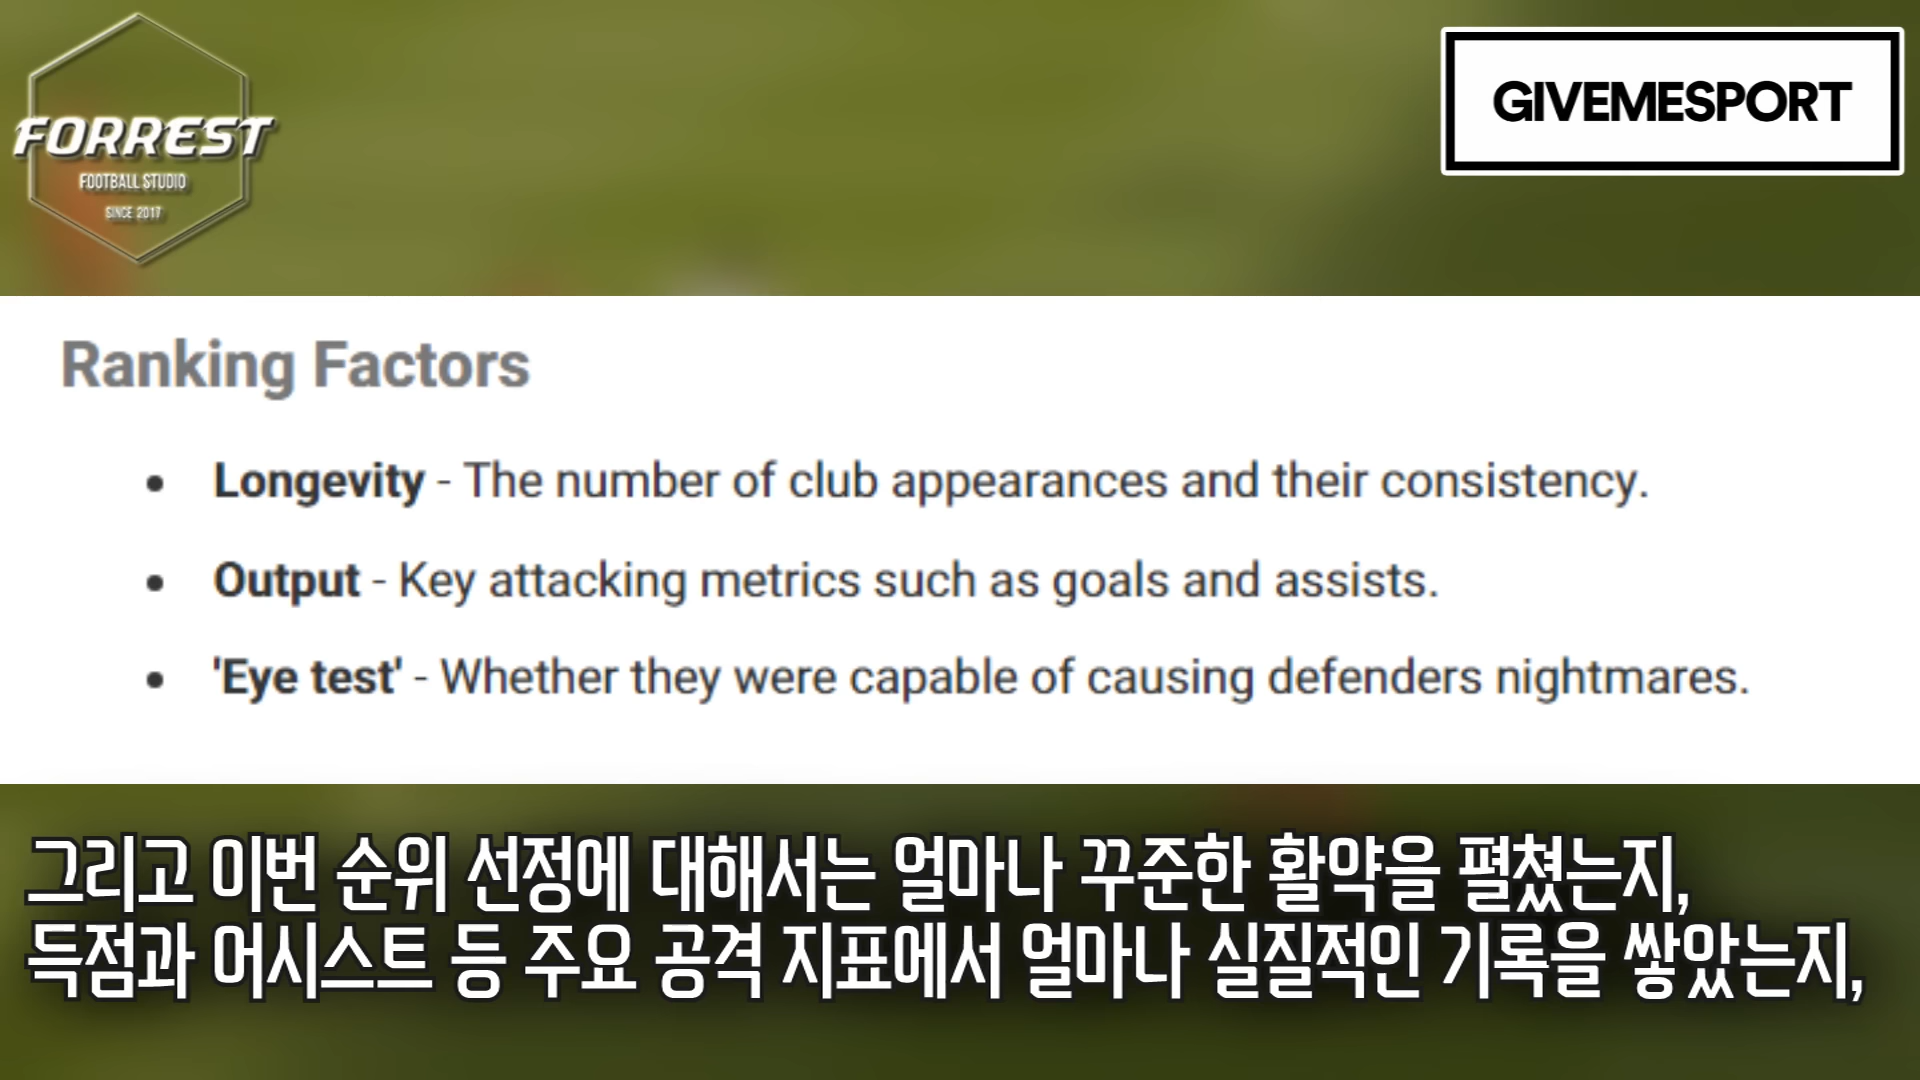 FORREST
FOOTBALL STUDIO
SINCE 2017
GIVEMESPORT
Ranking Factors
• Longevity - The number of club appearances and their consistency.
• Output - Key attacking metrics such as goals and assists.
• 'Eye test' - Whether they were capable of causing defenders nightmares.
그리고 이번 순위 선정에 대해서는 얼마나 꾸준한 활약을 펼쳤는지,
득점과 어시스트 등 주요 공격 지표에서 얼마나 실질적인 기록을 쌓았는지,